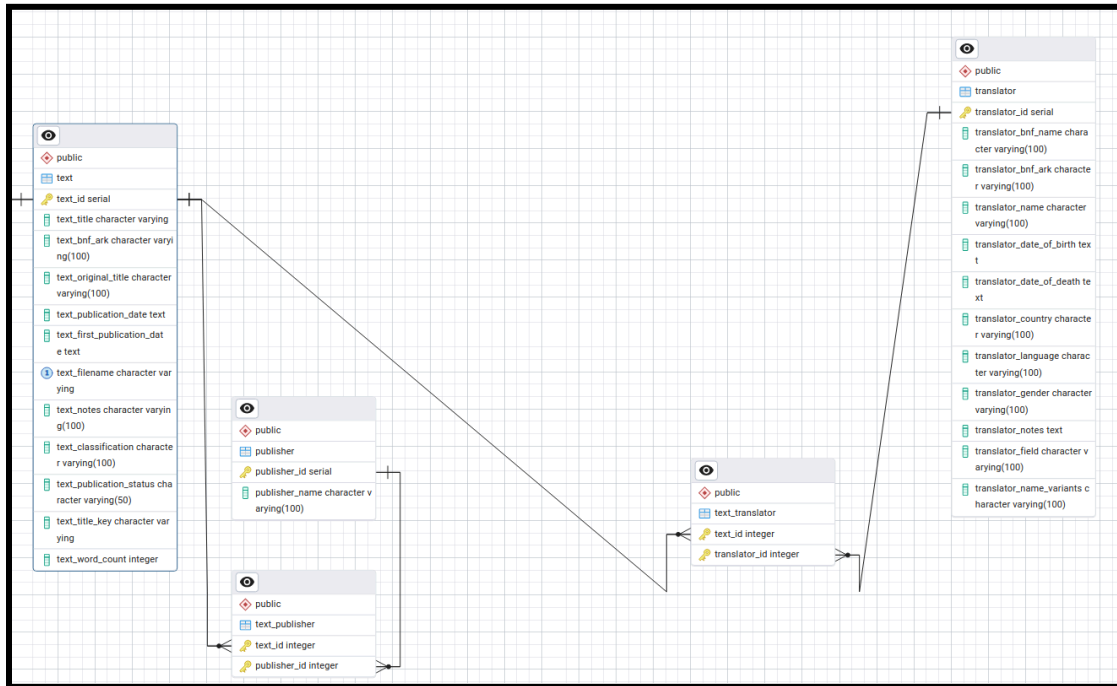 public
text
text_id serial
text_title character varying
text_bnf_ark character varyi
ng(100)
text_original_title character
varying(100)
text_publication_date text
text_first_publication_dat
e text
1 text_filename character var
ying
text_notes character varyin
g(100)
text_classification characte
r varying(100)
text_publication_status cha
racter varying(50)
text_title_key character var
ying
text_word_count integer
public
publisher
publisher_id serial
publisher_name character v
arying(100)
public
text_publisher
text_id integer
publisher_id integer
public
text_translator
text_id integer
translator_id integer
public
translator
translator_id serial
translator_bnf_name chara
cter varying(100)
translator_bnf_ark characte
r varying(100)
translator_name character
varying(100)
translator_date_of_birth tex
t
translator_date_of_death te
xt
translator_country characte
r varying(100)
translator_language charac
ter varying(100)
translator_gender character
varying(100)
translator_notes text
translator_field character v
arying(100)
translator_name_variants c
haracter varying(100)